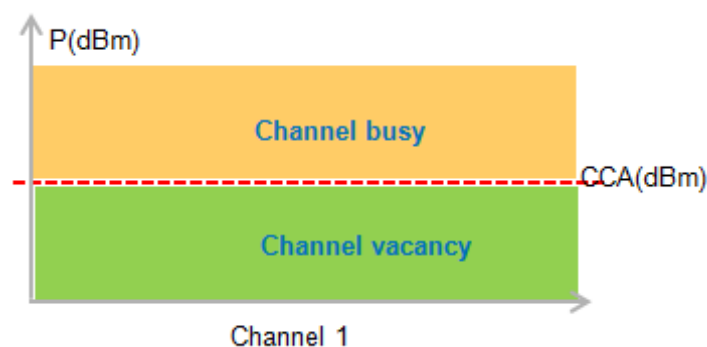 P(dBm)
Channel busy
CCA(dBm)
Channel vacancy
Channel 1